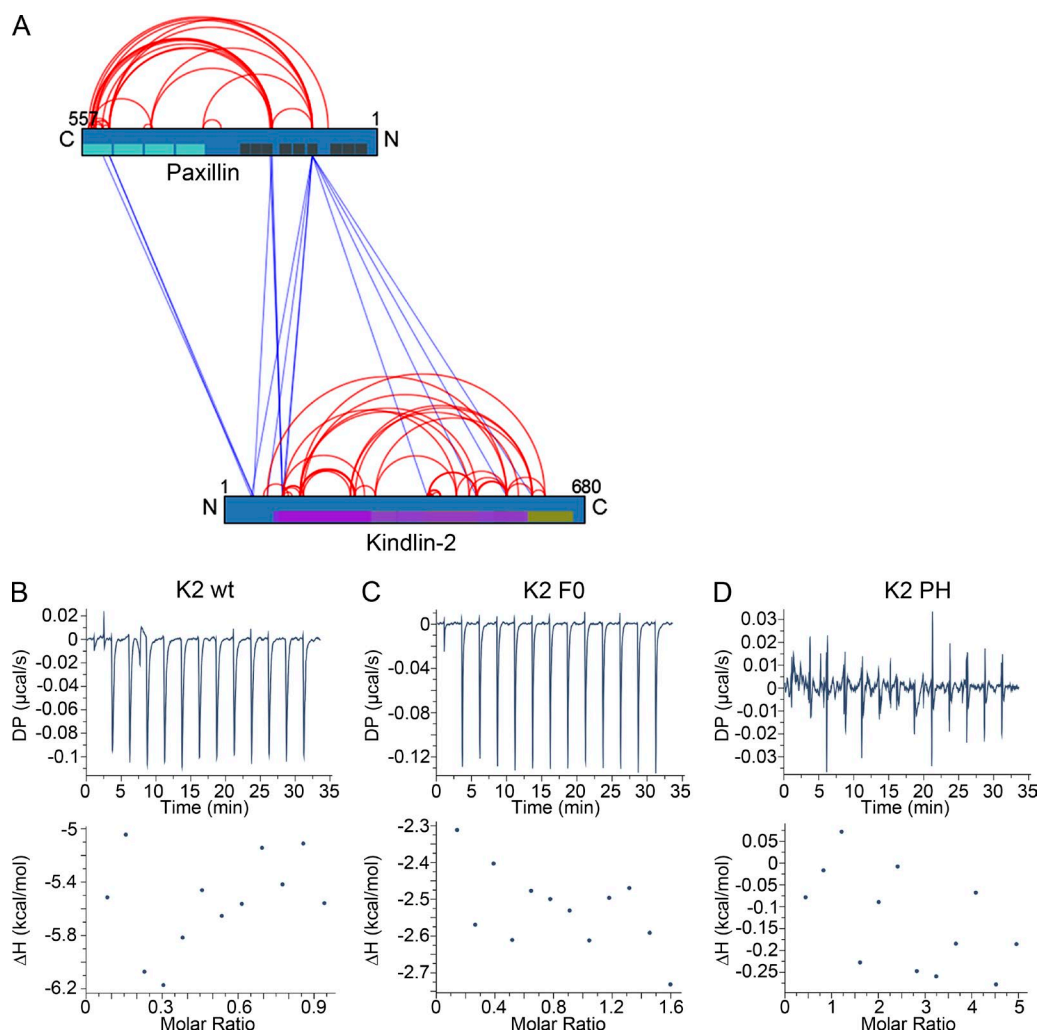 A
557
1
C
N
Paxillin
1
680
N
C
Kindlin-2
B
K2 wt
0.02
0
-0.02
-0.04
-0.06
-0.08
-0.1
DP (μcal/s)
0 5 10 15 20 25 30 35
Time (min)
-5
-5.4
-5.8
-6.2
ΔH (kcal/mol)
0 0.3 0.6 0.9
Molar Ratio
C
K2 F0
0
-0.04
-0.08
-0.12
DP (μcal/s)
0 5 10 15 20 25 30 35
Time (min)
-2.3
-2.4
-2.5
-2.6
-2.7
ΔH (kcal/mol)
0 0.4 0.8 1.2 1.6
Molar Ratio
D
K2 PH
0.03
0.02
0.01
0
-0.01
-0.02
-0.03
DP (μcal/s)
0 5 10 15 20 25 30 35
Time (min)
0.05
0
-0.05
-0.1
-0.15
-0.2
-0.25
ΔH (kcal/mol)
0 1 2 3 4 5
Molar Ratio